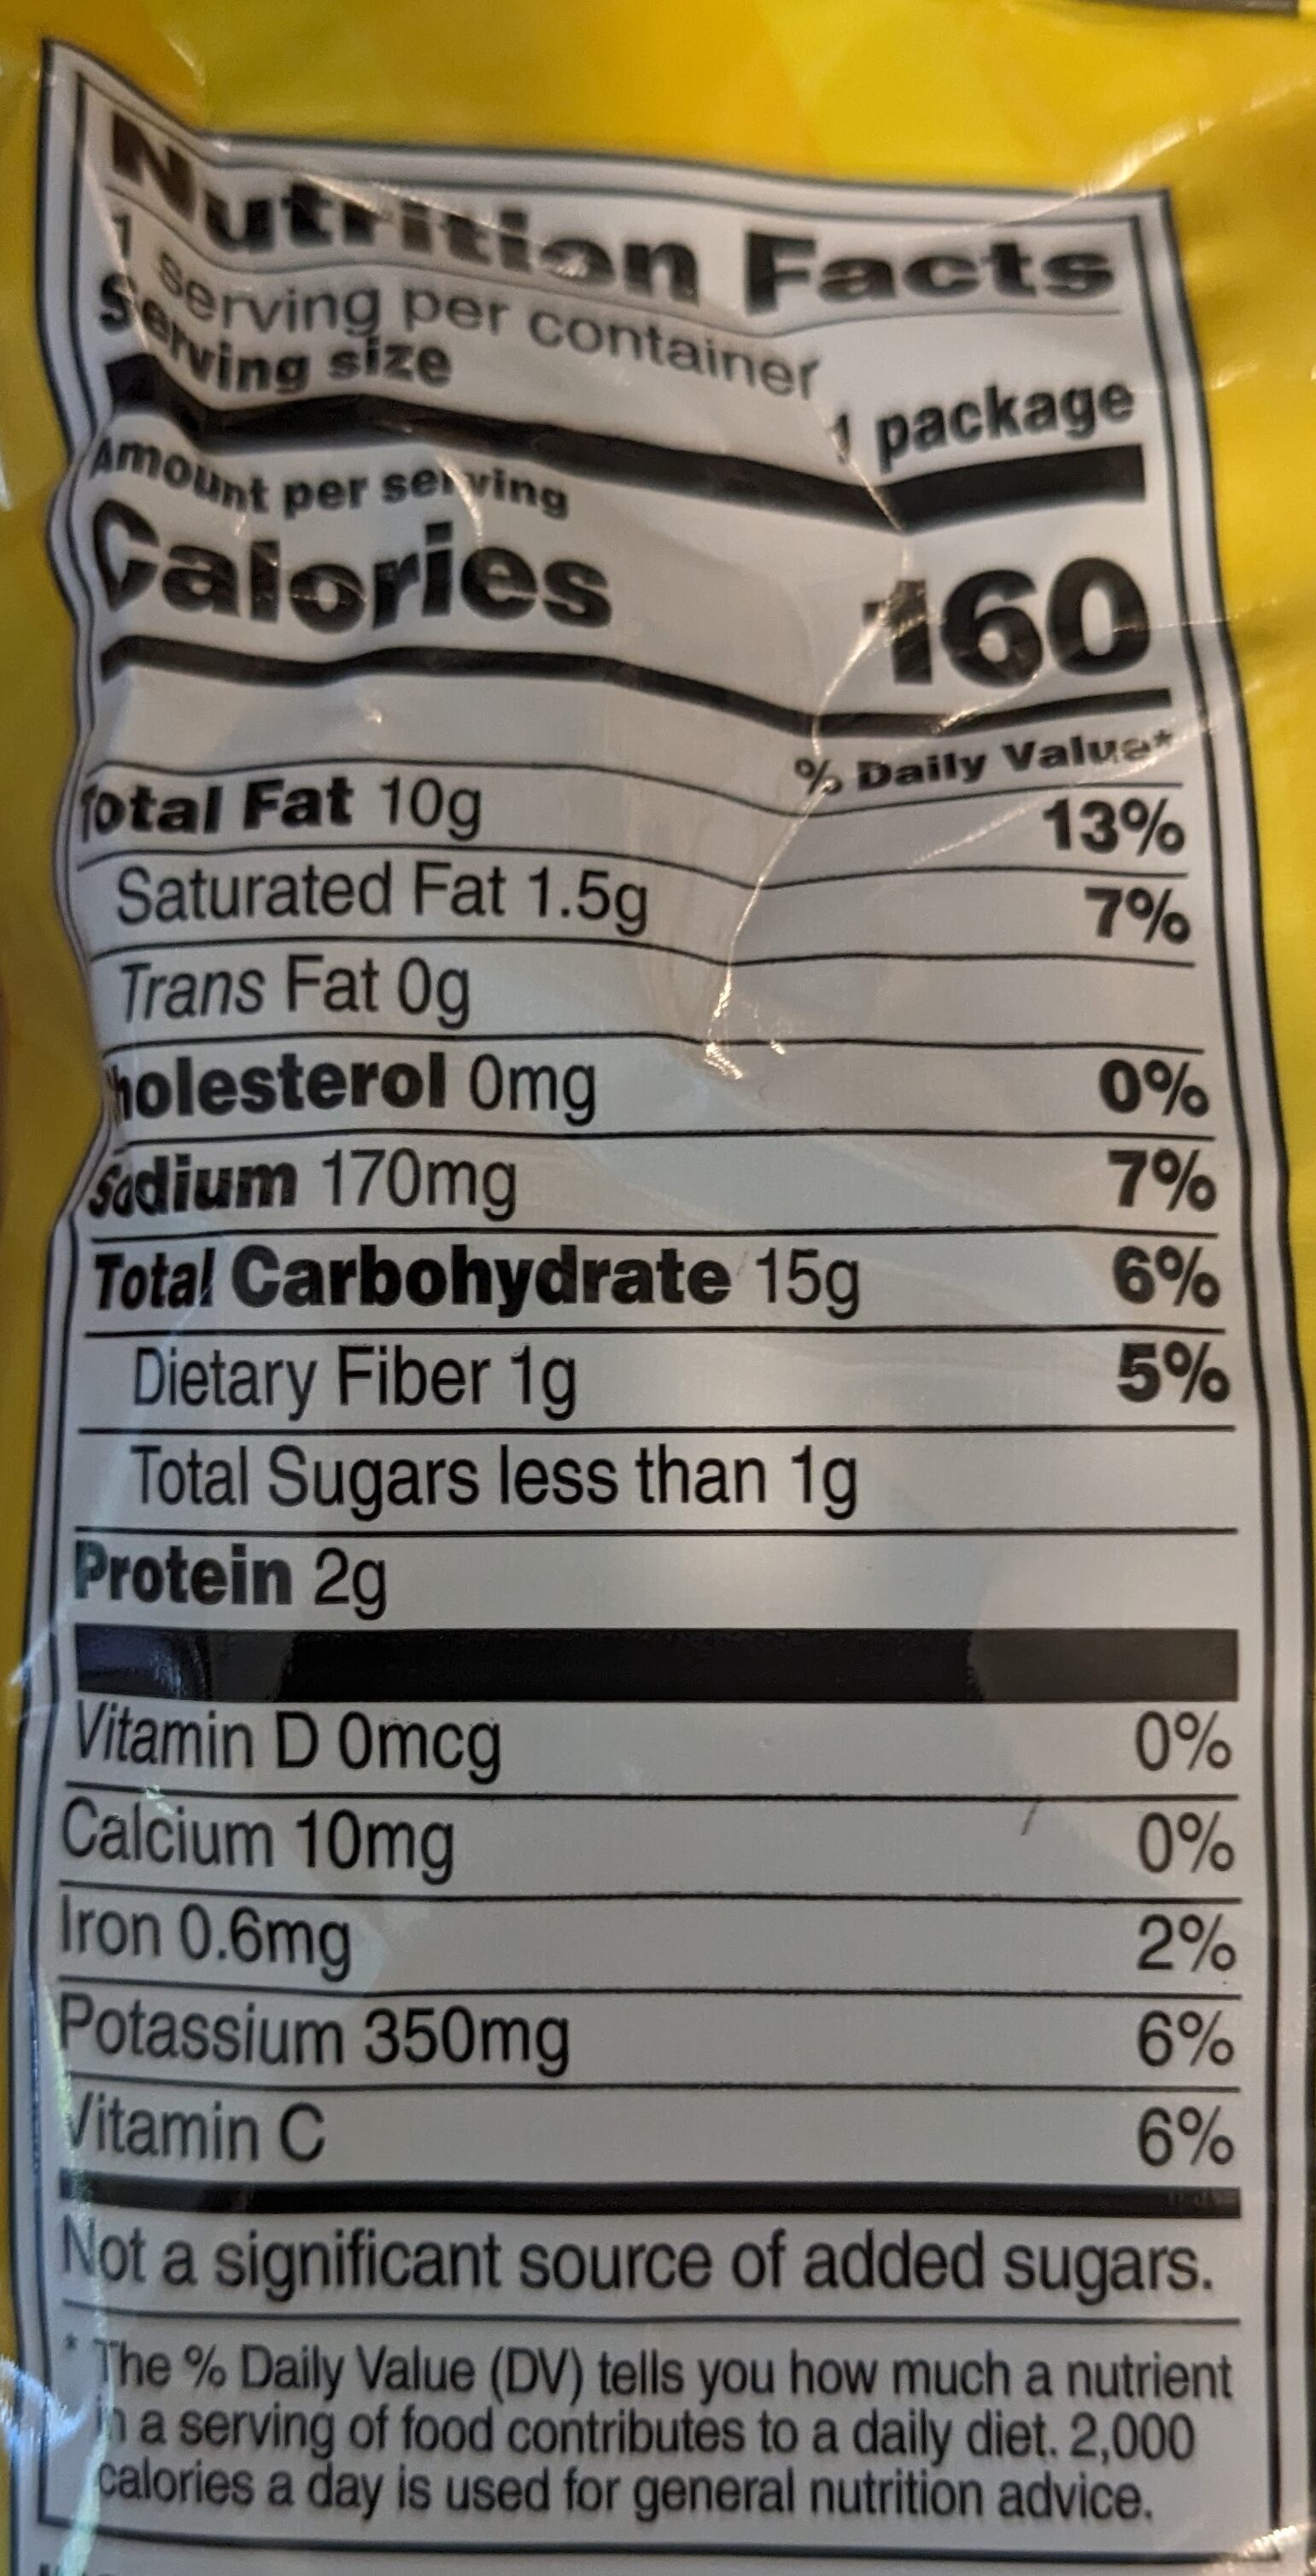 Nutrition Facts
1 serving per container
Serving size 1 package
Amount per serving
Calories 160
% Daily Value*
Total Fat 10g 13%
Saturated Fat 1.5g 7%
Trans Fat 0g
Cholesterol 0mg 0%
Sodium 170mg 7%
Total Carbohydrate 15g 6%
Dietary Fiber 1g 5%
Total Sugars less than 1g
Protein 2g
Vitamin D 0mcg 0%
Calcium 10mg 0%
Iron 0.6mg 2%
Potassium 350mg 6%
Vitamin C 6%
Not a significant source of added sugars.
* The % Daily Value (DV) tells you how much a nutrient
in a serving of food contributes to a daily diet. 2,000
calories a day is used for general nutrition advice.